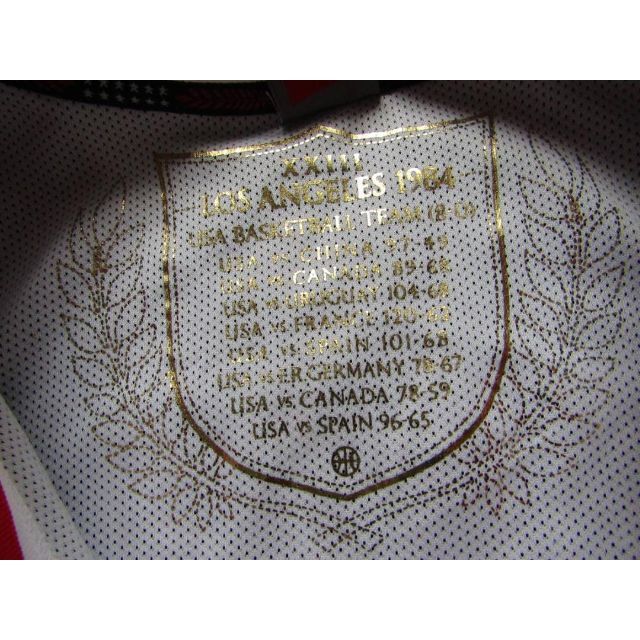 XXIII
LOS ANGELES 1984
USA BASKETBALL TEAM (8-0)
USA vs CHINA 97-49
USA vs CANADA 89-68
USA vs URUGUAY 104-68
USA vs FRANCE 120-62
USA vs SPAIN 101-68
USA vs F.R GERMANY 78-67
USA vs CANADA 78-59
USA vs SPAIN 96-65